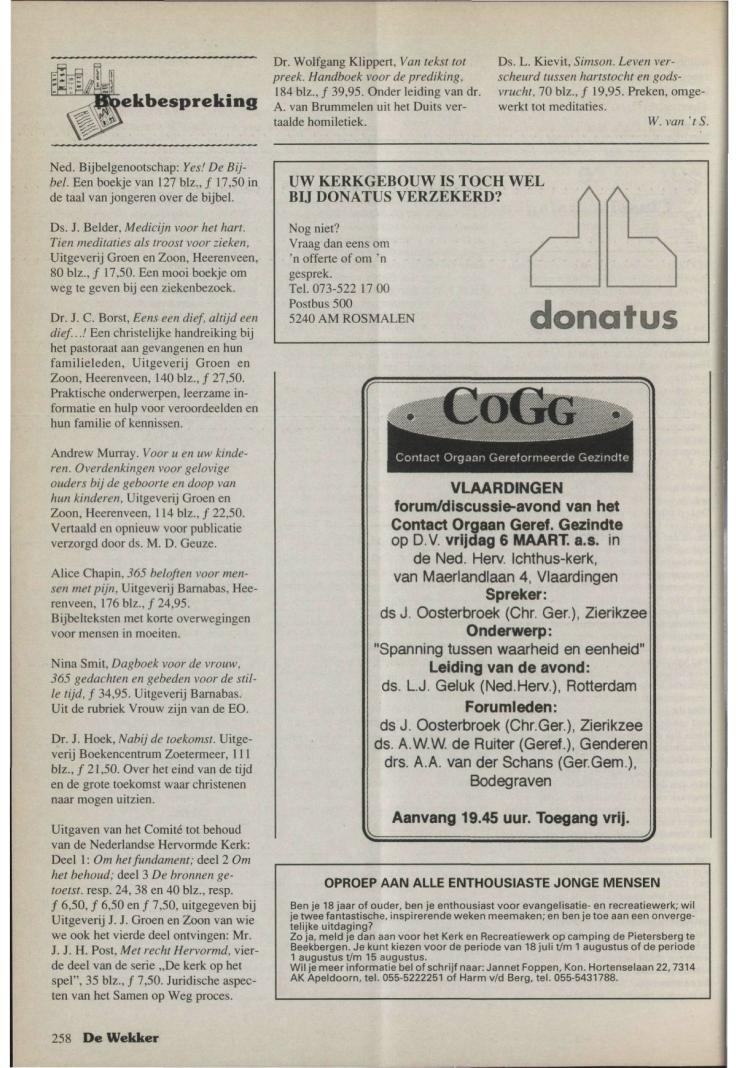 Boekbespreking
Ned. Bijbelgenootschap: Yes! De Bij-
bel. Een boekje van 127 blz., f 17,50 in
de taal van jongeren over de bijbel.
Ds. J. Belder, Medicijn voor het hart.
Tien meditaties als troost voor zieken,
Uitgeverij Groen en Zoon, Heerenveen,
80 blz., f 17,50. Een mooi boekje om
weg te geven bij een ziekenbezoek.
Dr. J. C. Borst, Eens een dief, altijd een
dief...! Een christelijke handreiking bij
het pastoraat aan gevangenen en hun
familieleden, Uitgeverij Groen en
Zoon, Heerenveen, 140 blz., f 27,50.
Praktische onderwerpen, leerzame in-
formatie en hulp voor veroordeelden en
hun familie of kennissen.
Andrew Murray. Voor u en uw kinde-
ren. Overdenkingen voor gelovige
ouders bij de geboorte en doop van
hun kinderen, Uitgeverij Groen en
Zoon, Heerenveen, 114 blz., f 22,50.
Vertaald en opnieuw voor publicatie
verzorgd door ds. M. D. Geuze.
Alice Chapin, 365 beloften voor men-
sen met pijn, Uitgeverij Barnabas, Hee-
renveen, 176 blz., f 24,95.
Bijbelteksten met korte overwegingen
voor mensen in moeiten.
Nina Smit, Dagboek voor de vrouw,
365 gedachten en gebeden voor de stil-
le tijd, f 34,95. Uitgeverij Barnabas.
Uit de rubriek Vrouw zijn van de EO.
Dr. J. Hoek, Nabij de toekomst. Uitge-
verij Boekencentrum Zoetermeer, 111
blz., f 21,50. Over het eind van de tijd
en de grote toekomst waar christenen
naar mogen uitzien.
Uitgaven van het Comité tot behoud
van de Nederlandse Hervormde Kerk:
Deel 1: Om het fundament; deel 2 Om
het behoud; deel 3 De bronnen ge-
toetst. resp. 24, 38 en 40 blz., resp.
f 6,50, f 6,50 en f 7,50, uitgegeven bij
Uitgeverij J. J. Groen en Zoon van wie
we ook het vierde deel ontvingen: Mr.
J. J. H. Post, Met recht Hervormd, vier-
de deel van de serie „De kerk op het
spel”, 35 blz., f 7,50. Juridische aspec-
ten van het Samen op Weg proces.
Dr. Wolfgang Klippert, Van tekst tot
preek. Handboek voor de prediking,
184 blz., f 39,95. Onder leiding van dr.
A. van Brummelen uit het Duits ver-
taalde homiletiek.
Ds. L. Kievit, Simson. Leven ver-
scheurd tussen hartstocht en gods-
vrucht, 70 blz., f 19,95. Preken, omge-
werkt tot meditaties.
W. van 't S.
UW KERKGEBOUW IS TOCH WEL
BIJ DONATUS VERZEKERD?
Nog niet?
Vraag dan eens om
'n offerte of om 'n
gesprek.
Tel. 073-522 17 00
Postbus 500
5240 AM ROSMALEN
donatus
CoGG
Contact Orgaan Gereformeerde Gezindte
VLAARDINGEN
forum/discussie-avond van het
Contact Orgaan Geref. Gezindte
op D.V. vrijdag 6 MAART. a.s. in
de Ned. Herv. Ichthus-kerk,
van Maerlandlaan 4, Vlaardingen
Spreker:
ds J. Oosterbroek (Chr. Ger.), Zierikzee
Onderwerp:
"Spanning tussen waarheid en eenheid"
Leiding van de avond:
ds. L.J. Geluk (Ned.Herv.), Rotterdam
Forumleden:
ds J. Oosterbroek (Chr.Ger.), Zierikzee
ds. A.W.W. de Ruiter (Geref.), Genderen
drs. A.A. van der Schans (Ger.Gem.),
Bodegraven
Aanvang 19.45 uur. Toegang vrij.
OPROEP AAN ALLE ENTHOUSIASTE JONGE MENSEN
Ben je 18 jaar of ouder, ben je enthousiast voor evangelisatie- en recreatiewerk; wil
je twee fantastische, inspirerende weken meemaken; en ben je toe aan een onverge-
telijke uitdaging?
Zo ja, meld je dan aan voor het Kerk en Recreatiewerk op camping de Pietersberg te
Beekbergen. Je kunt kiezen voor de periode van 18 juli t/m 1 augustus of de periode
1 augustus t/m 15 augustus.
Wil je meer informatie bel of schrijf naar: Jannet Foppen, Kon. Hortenselaan 22, 7314
AK Apeldoorn, tel. 055-5222251 of Harm v/d Berg, tel. 055-5431788.
258 De Wekker